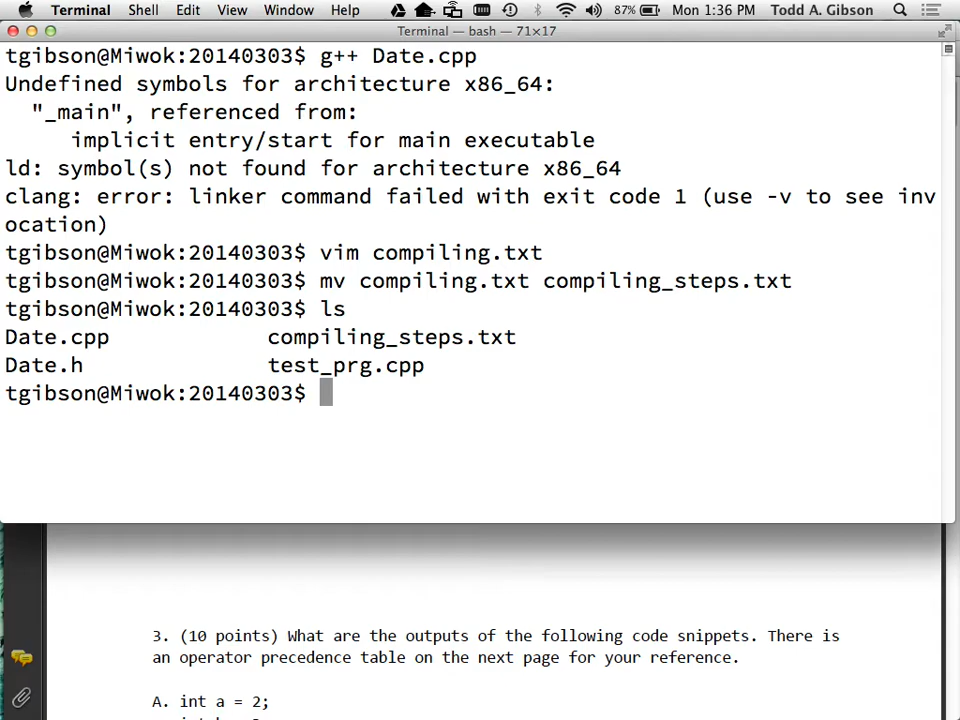 Terminal Shell Edit View Window Help 87% Mon 1:36 PM Todd A. Gibson
Terminal — bash — 71×17
tgibson@Miwok:20140303$ g++ Date.cpp
Undefined symbols for architecture x86_64:
"_main", referenced from:
implicit entry/start for main executable
ld: symbol(s) not found for architecture x86_64
clang: error: linker command failed with exit code 1 (use -v to see inv
ocation)
tgibson@Miwok:20140303$ vim compiling.txt
tgibson@Miwok:20140303$ mv compiling.txt compiling_steps.txt
tgibson@Miwok:20140303$ ls
Date.cpp compiling_steps.txt
Date.h test_prg.cpp
tgibson@Miwok:20140303$
3. (10 points) What are the outputs of the following code snippets. There is
an operator precedence table on the next page for your reference.
A. int a = 2;